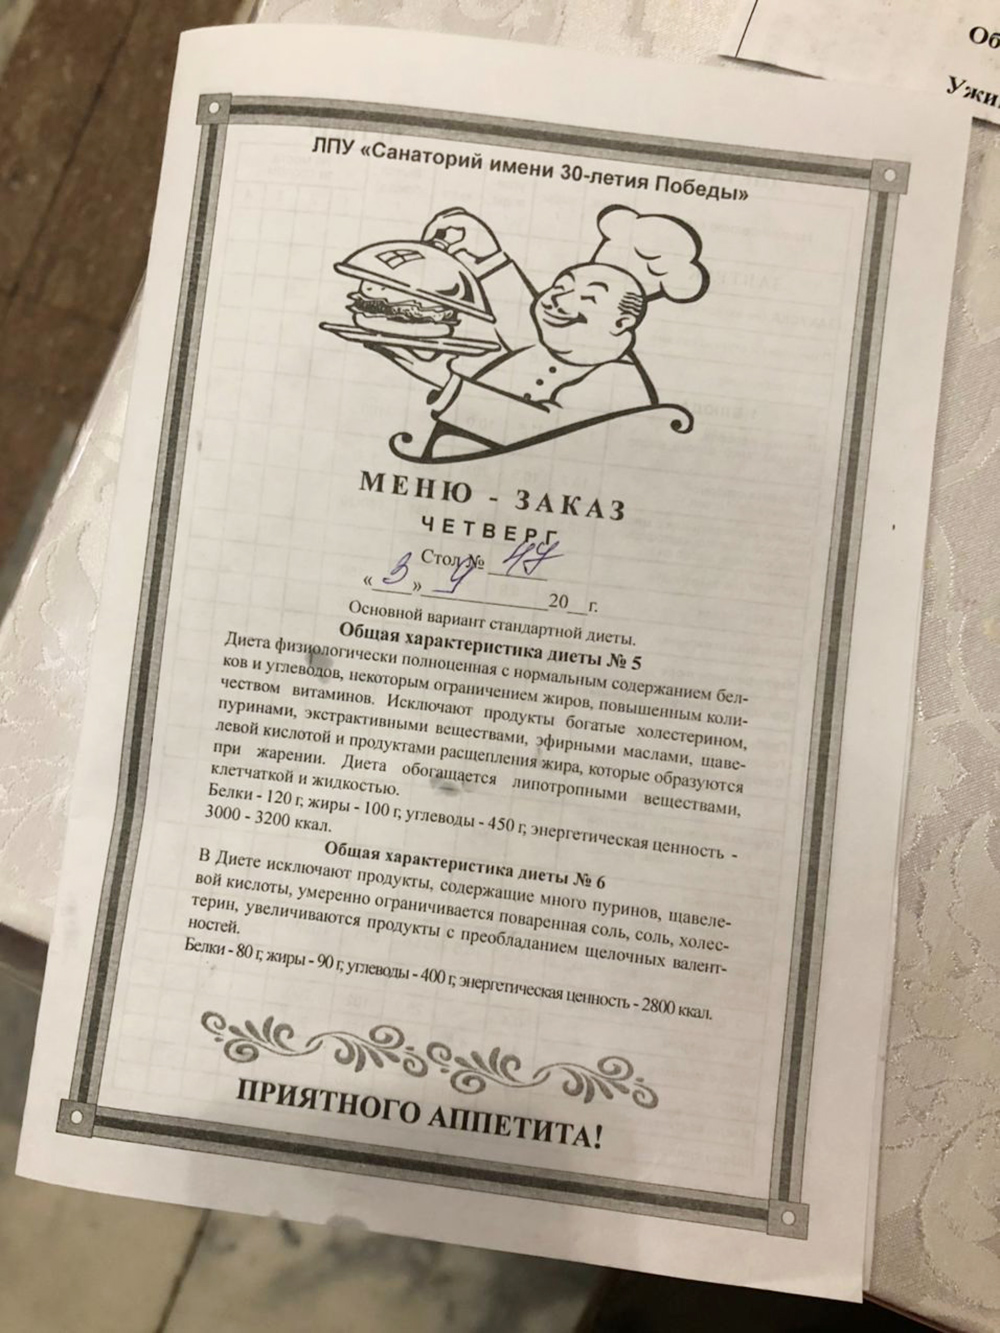 Об
Ужи
ЛПУ «Санаторий имени 30-летия Победы»
МЕНЮ - ЗАКАЗ
ЧЕТВЕРГ
Стол № 47
«3» 9 20 г.
Основной вариант стандартной диеты.
Общая характеристика диеты № 5
Диета физиологически полноценная с нормальным содержанием бел-
ков и углеводов, некоторым ограничением жиров, повышенным коли-
чеством витаминов. Исключают продукты богатые холестерином,
пуринами, экстрактивными веществами, эфирными маслами, щаве-
левой кислотой и продуктами расщепления жира, которые образуются
при жарении. Диета обогащается липотропными веществами,
клетчаткой и жидкостью.
Белки - 120 г; жиры - 100 г; углеводы - 450 г; энергетическая ценность -
3000 - 3200 ккал.
Общая характеристика диеты № 6
В Диете исключают продукты, содержащие много пуринов, щавеле-
вой кислоты, умеренно ограничивается поваренная соль, соль, холес-
терин, увеличиваются продукты с преобладанием щелочных валент-
ностей.
Белки - 80 г; жиры - 90 г; углеводы - 400 г; энергетическая ценность - 2800 ккал.
ПРИЯТНОГО АППЕТИТА!